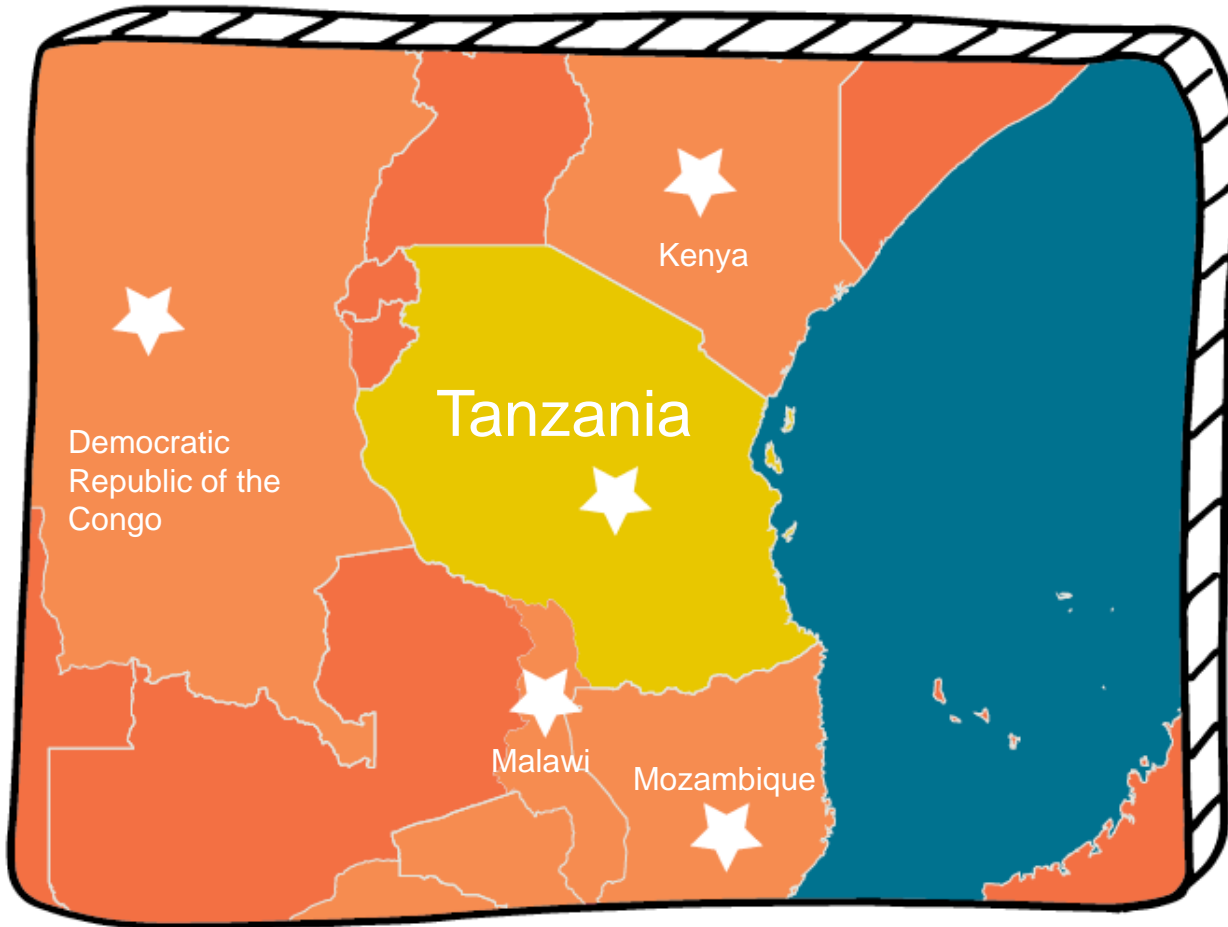 Kenya
Tanzania
Democratic
Republic of the
Congo
Malawi
Mozambique